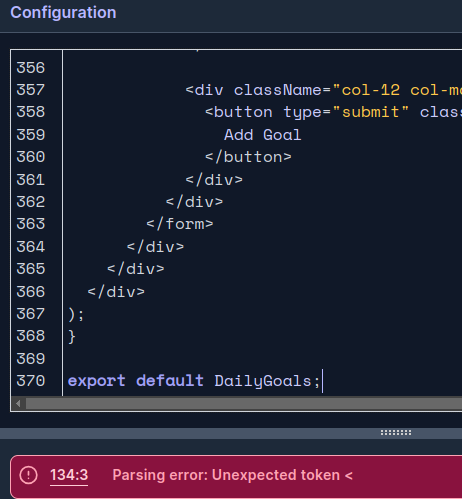 Configuration
356
357 <div className="col-12 col-m
358 <button type="submit" class
359 Add Goal
360 </button>
361 </div>
362 </div>
363 </form>
364 </div>
365 </div>
366 </div>
367 );
368 }
369
370 export default DailyGoals;
134:3 Parsing error: Unexpected token <